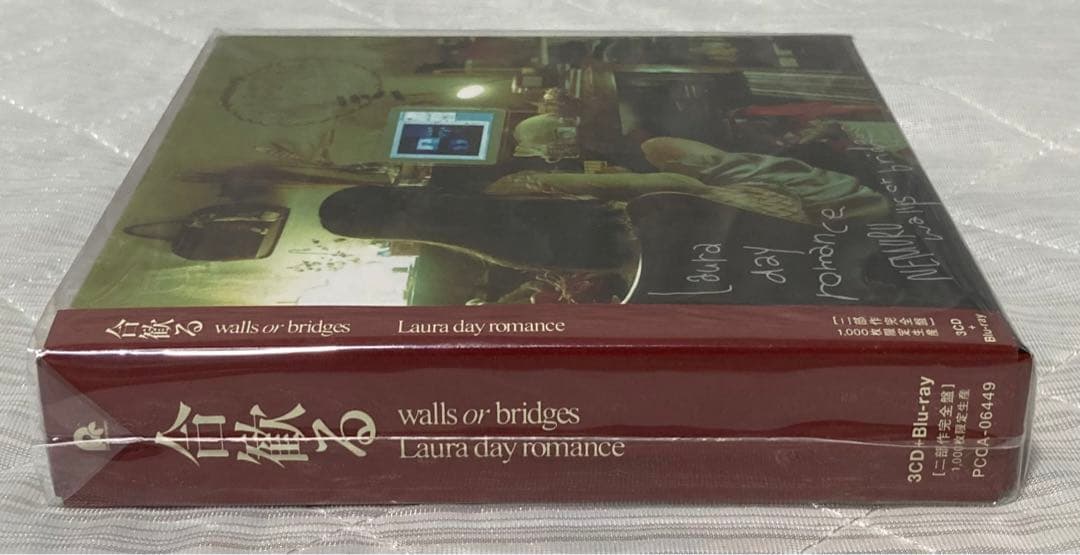 Laura
day
romance
NEMURU
walls or bridges
合歓る walls or bridges Laura day romance
[二部作完全盤]
1,000枚限定生産
3CD
+
Blu-ray
合歓る
walls or bridges
Laura day romance
3CD+Blu-ray
[二部作完全盤]
1,000枚限定生産
PCCA-06449